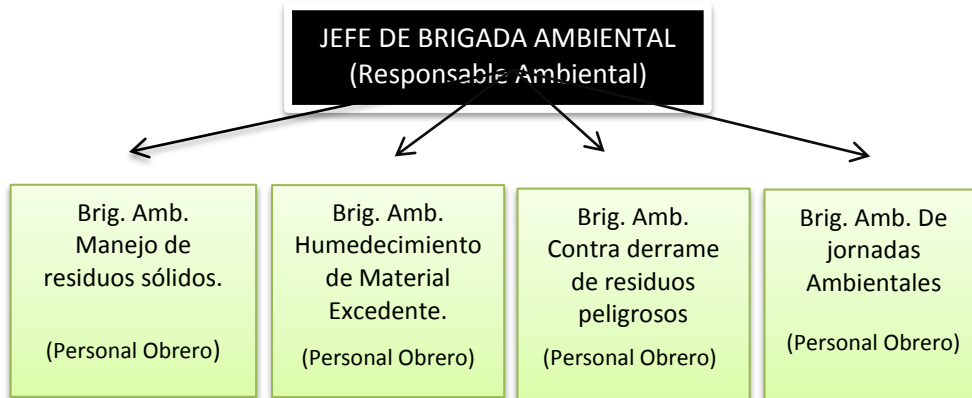 JEFE DE BRIGADA AMBIENTAL
(Responsable Ambiental)
Brig. Amb.
Manejo de
residuos sólidos.
(Personal Obrero)
Brig. Amb.
Humedecimiento
de Material
Excedente.
(Personal Obrero)
Brig. Amb.
Contra derrame
de residuos
peligrosos
(Personal Obrero)
Brig. Amb. De
jornadas
Ambientales
(Personal Obrero)